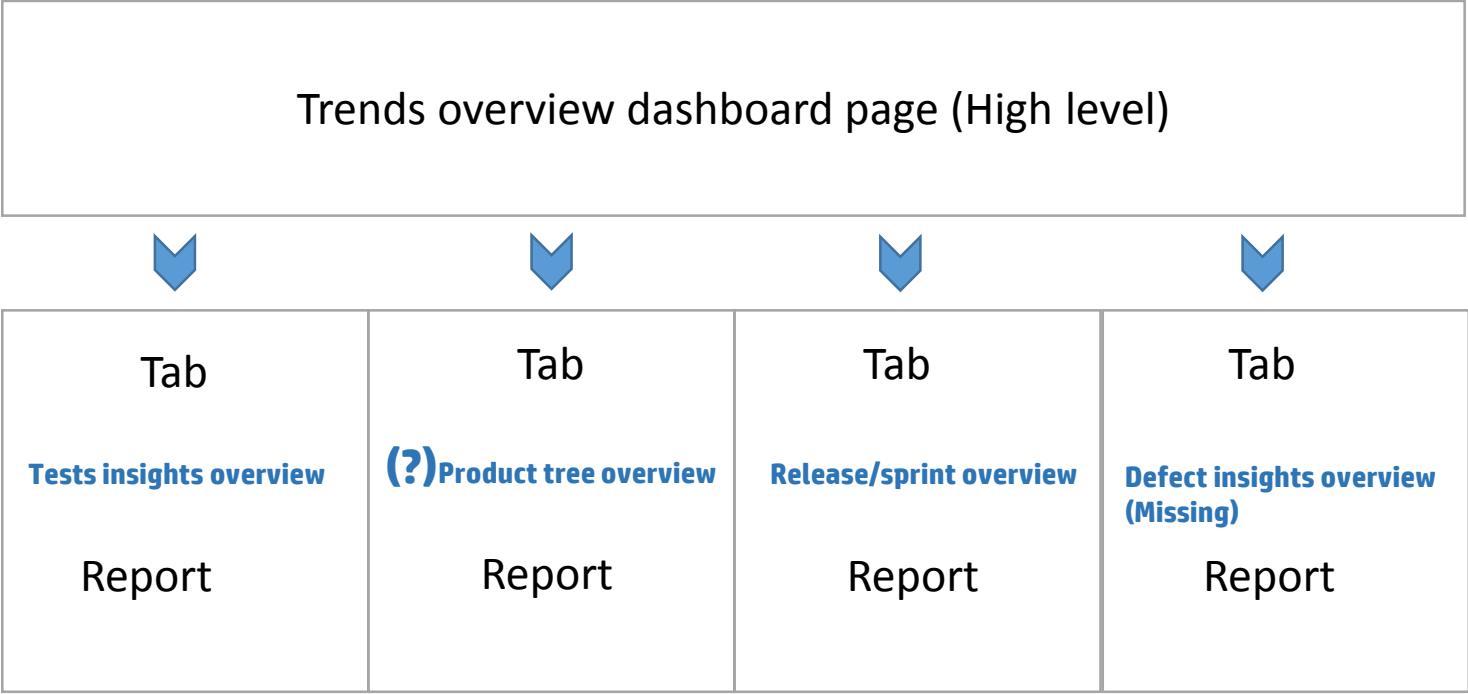 Trends overview dashboard page (High level)
Tab
Tests insights overview
Report
Tab
(?)Product tree overview
Report
Tab
Release/sprint overview
Report
Tab
Defect insights overview
(Missing)
Report